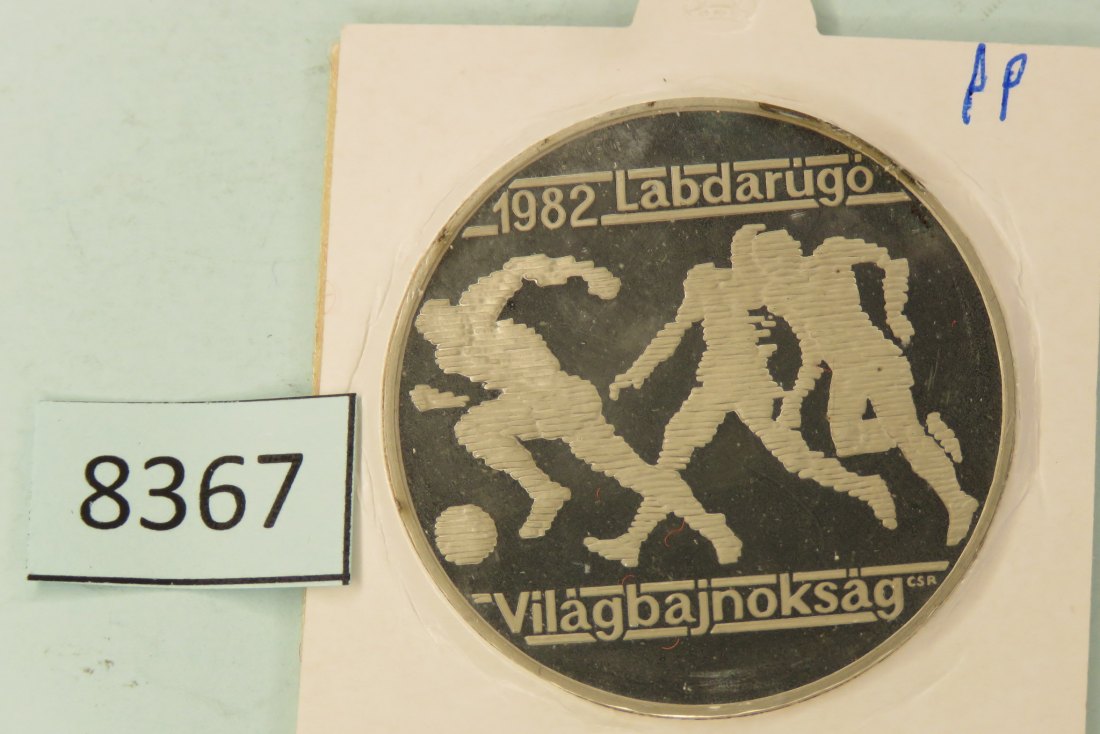 PP
1982 Labdarúgó
8367
Világbajnokság
CSR